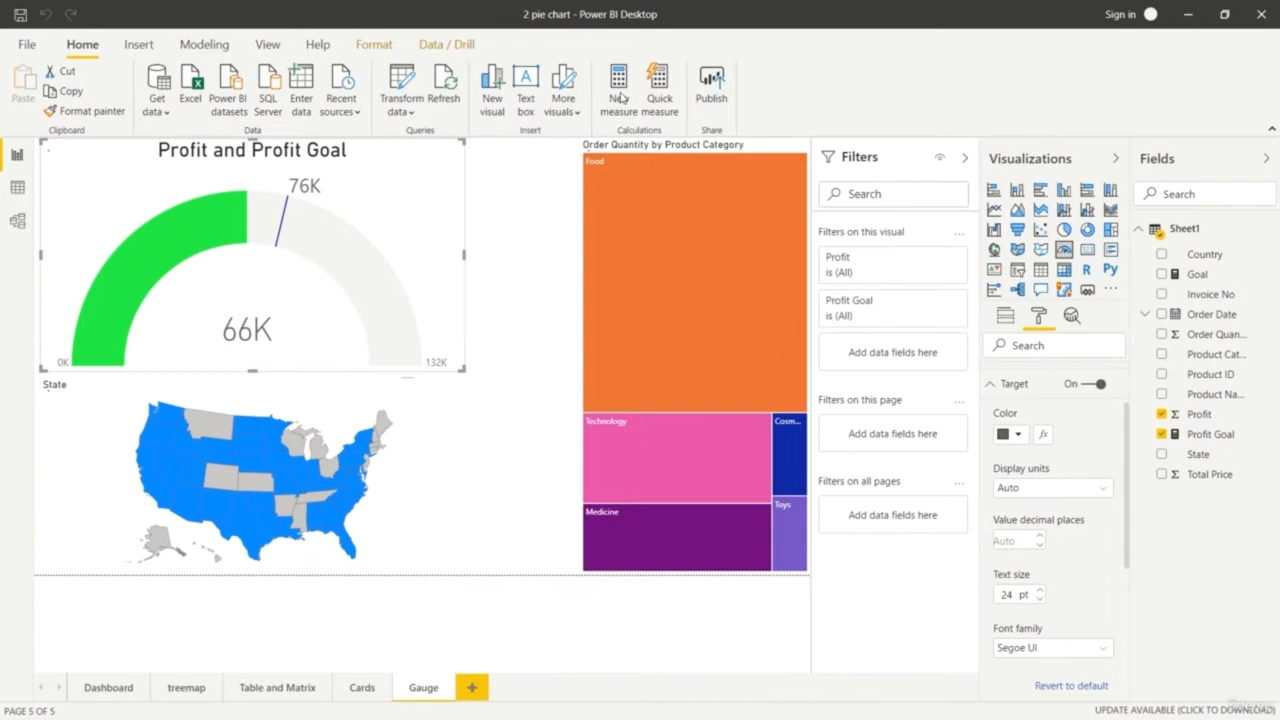 2 pie chart - Power BI Desktop
Sign in
File
Home
Insert
Modeling
View
Help
Format
Data / Drill
Paste
Cut
Copy
Format painter
Clipboard
Get
data
Excel
Power BI
datasets
SQL
Server
Enter
data
Recent
sources
Data
Transform
data
Refresh
Queries
New
visual
Text
box
More
visuals
Insert
New
measure
Quick
measure
Calculations
Publish
Share
Profit and Profit Goal
76K
66K
0K
132K
State
Order Quantity by Product Category
Food
Technology
Cosm...
Medicine
Toys
Filters
Search
Filters on this visual
...
Profit
is (All)
Profit Goal
is (All)
Add data fields here
Filters on this page
...
Add data fields here
Filters on all pages
...
Add data fields here
Visualizations
R
Py
...
Search
Target
On
Color
fx
Display units
Auto
Value decimal places
Auto
Text size
24 pt
Font family
Segoe UI
Revert to default
Fields
Search
Sheet1
Country
Goal
Invoice No
Order Date
Σ Order Quan...
Product Cat...
Product ID
Product Na...
Σ Profit
Profit Goal
State
Σ Total Price
Dashboard
treemap
Table and Matrix
Cards
Gauge
+
PAGE 5 OF 5
UPDATE AVAILABLE (CLICK TO DOWNLOAD)